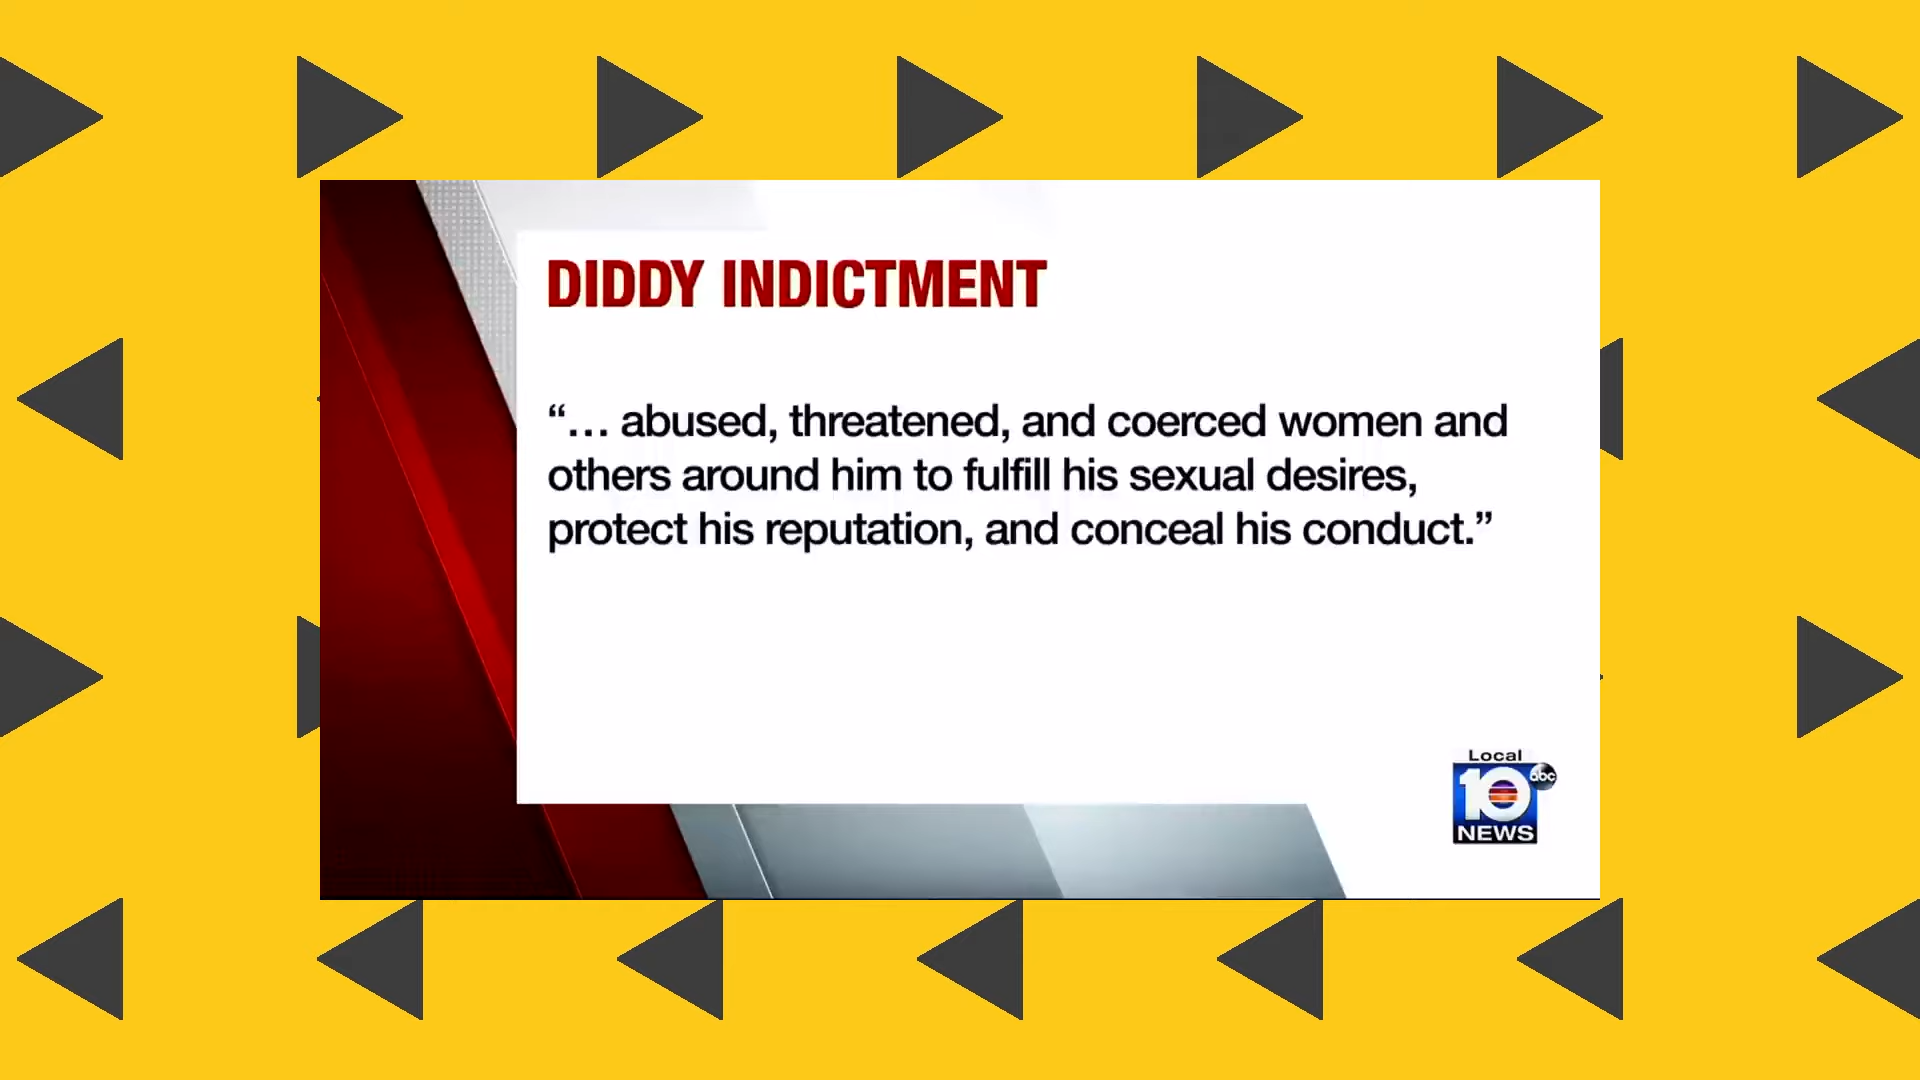 DIDDY INDICTMENT
“… abused, threatened, and coerced women and
others around him to fulfill his sexual desires,
protect his reputation, and conceal his conduct.”
Local
10
abc
NEWS